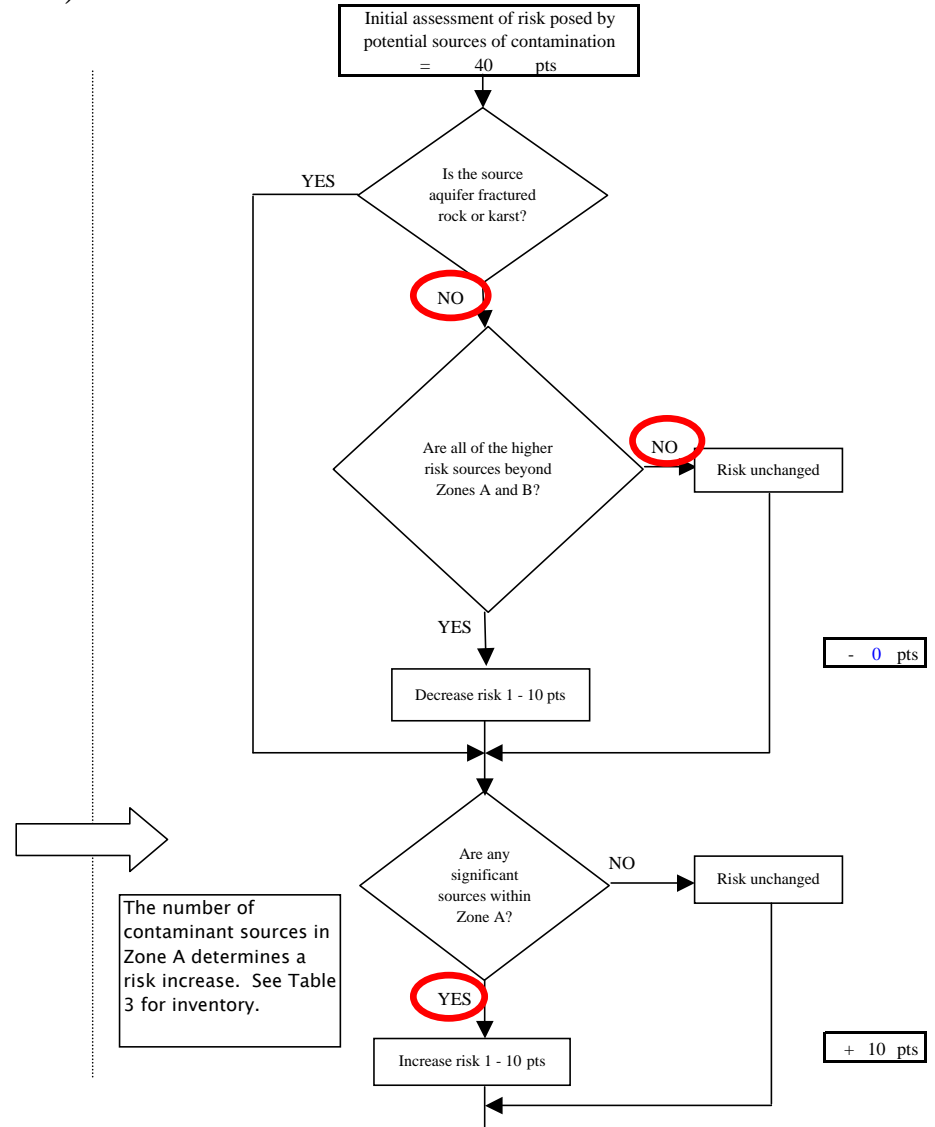 )
Initial assessment of risk posed by
potential sources of contamination
= 40 pts
Is the source
aquifer fractured
rock or karst?
YES
NO
Are all of the higher
risk sources beyond
Zones A and B?
NO
Risk unchanged
YES
- 0 pts
Decrease risk 1 - 10 pts
Are any
significant
sources within
Zone A?
NO
Risk unchanged
The number of
contaminant sources in
Zone A determines a
risk increase. See Table
3 for inventory.
YES
Increase risk 1 - 10 pts
+ 10 pts